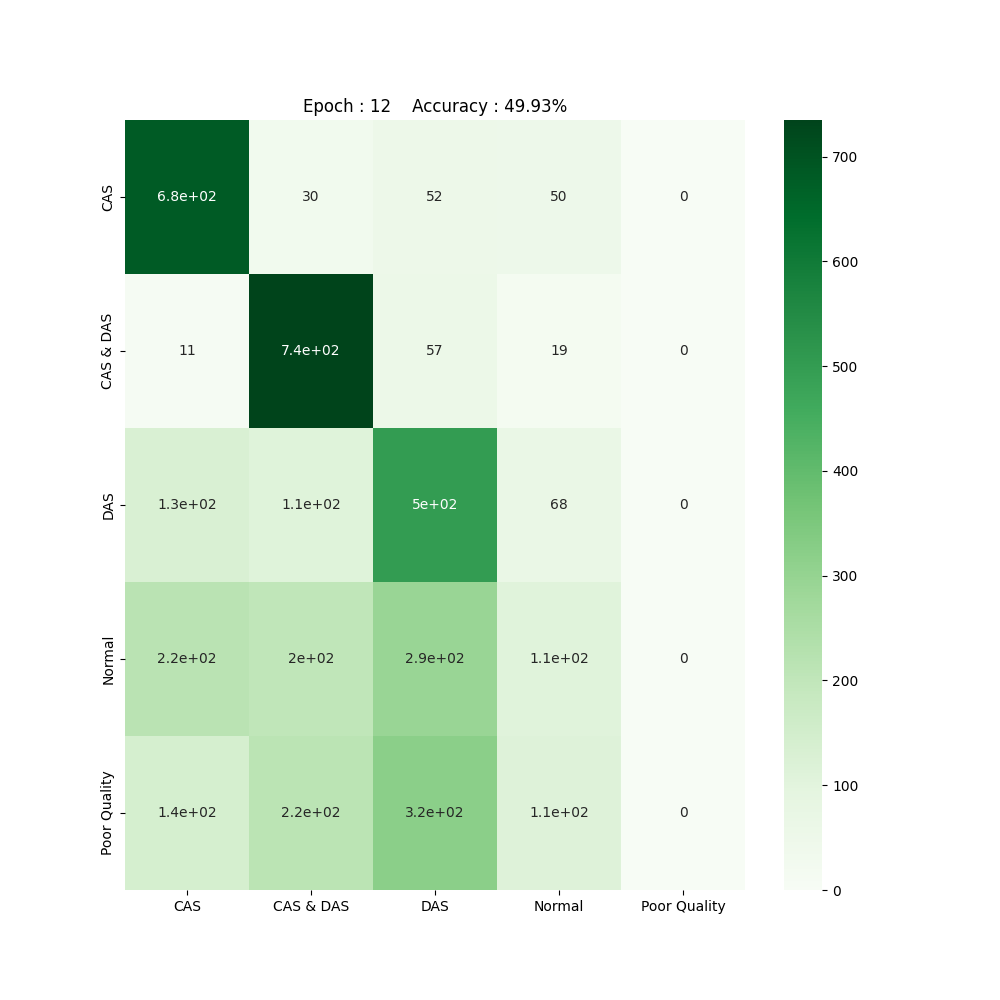 Epoch : 12    Accuracy : 49.93%
CAS 6.8e+02 30 52 50 0
CAS & DAS 11 7.4e+02 57 19 0
DAS 1.3e+02 1.1e+02 5e+02 68 0
Normal 2.2e+02 2e+02 2.9e+02 1.1e+02 0
Poor Quality 1.4e+02 2.2e+02 3.2e+02 1.1e+02 0
CAS CAS & DAS DAS Normal Poor Quality
700
600
500
400
300
200
100
0